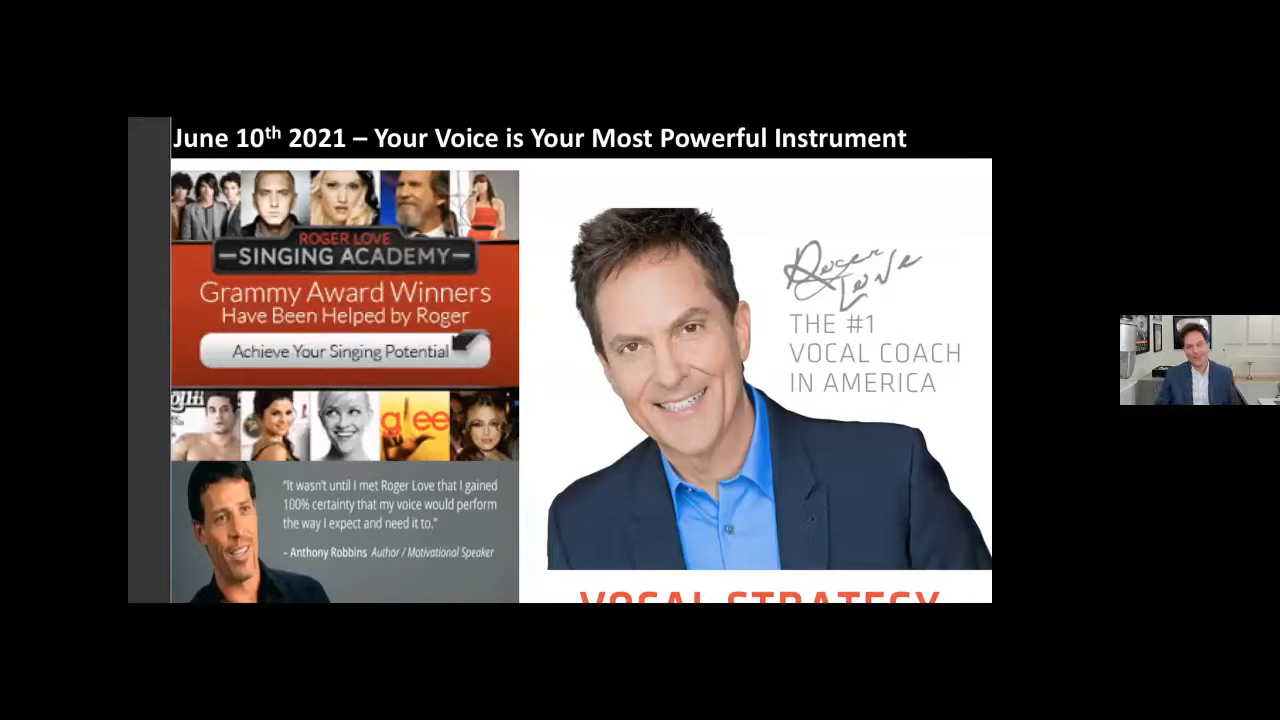 June 10th 2021 – Your Voice is Your Most Powerful Instrument
ROGER LOVE
SINGING ACADEMY
Grammy Award Winners
Have Been Helped by Roger
Achieve Your Singing Potential
glee
“It wasn't until I met Roger Love that I gained
100% certainty that my voice would perform
the way I expect and need it to.”
– Anthony Robbins Author / Motivational Speaker
Roger
Love
THE #1
VOCAL COACH
IN AMERICA
VOCAL STRATEGY